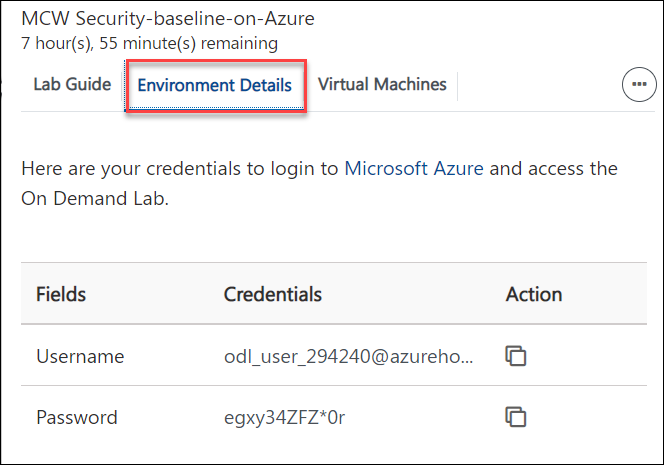 MCW Security-baseline-on-Azure
7 hour(s), 55 minute(s) remaining
Lab Guide Environment Details Virtual Machines
Here are your credentials to login to Microsoft Azure and access the
On Demand Lab.
Fields Credentials Action
Username odl_user_294240@azureho...
Password egxy34ZFZ*0r